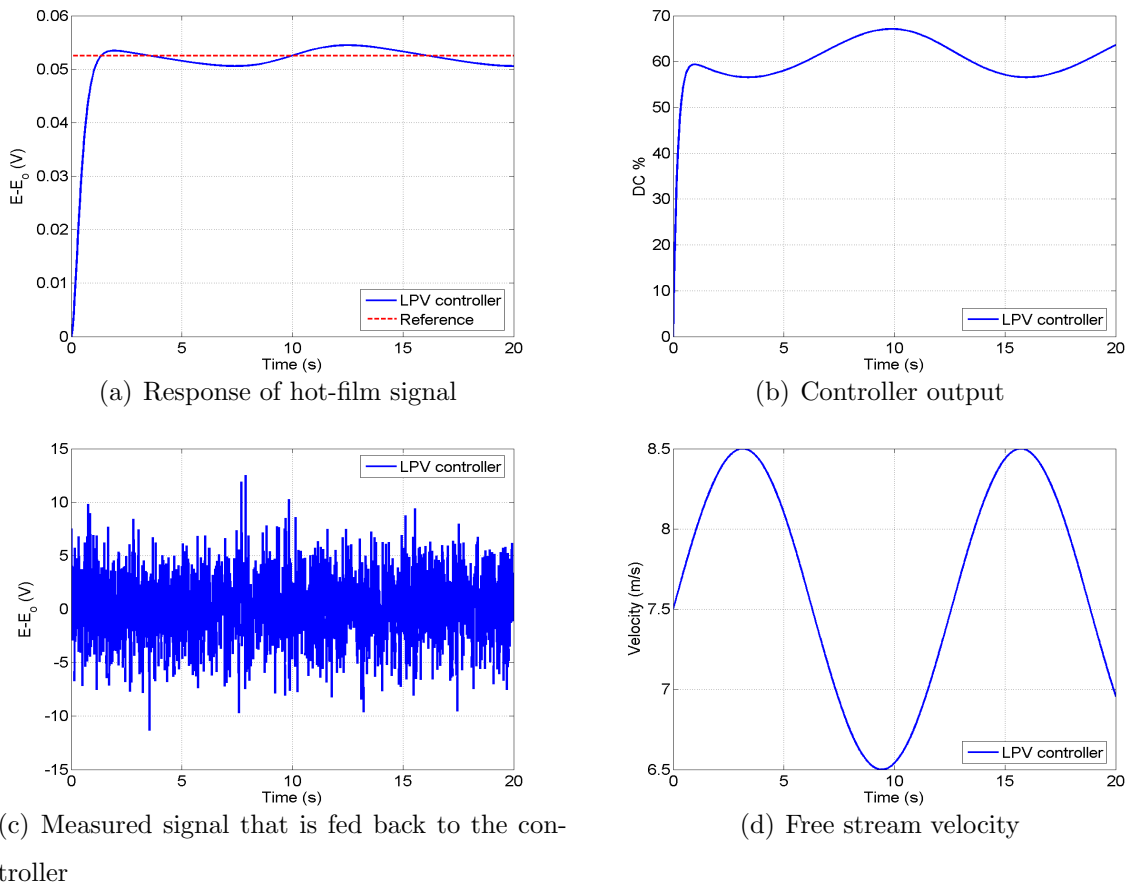 0.06
0.05
0.04
0.03
0.02
0.01
0
E-E₀ (V)
0 5 10 15 20
Time (s)
LPV controller
Reference
(a) Response of hot-film signal
70
60
50
40
30
20
10
0
DC %
0 5 10 15 20
Time (s)
LPV controller
(b) Controller output
15
10
5
0
-5
-10
-15
E-E₀ (V)
0 5 10 15 20
Time (s)
LPV controller
(c) Measured signal that is fed back to the con-
troller
8.5
8
7.5
7
6.5
Velocity (m/s)
0 5 10 15 20
Time (s)
LPV controller
(d) Free stream velocity